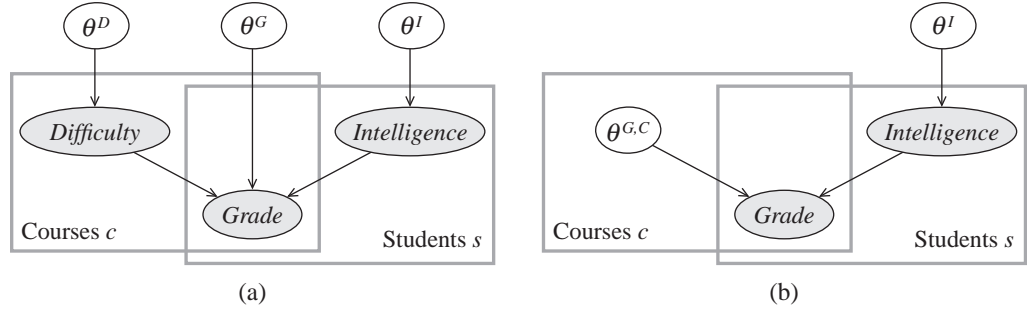 θ^D θ^G θ^I θ^I
Difficulty Intelligence θ^{G,C} Intelligence
Grade Grade
Courses c Students s Courses c Students s
(a) (b)